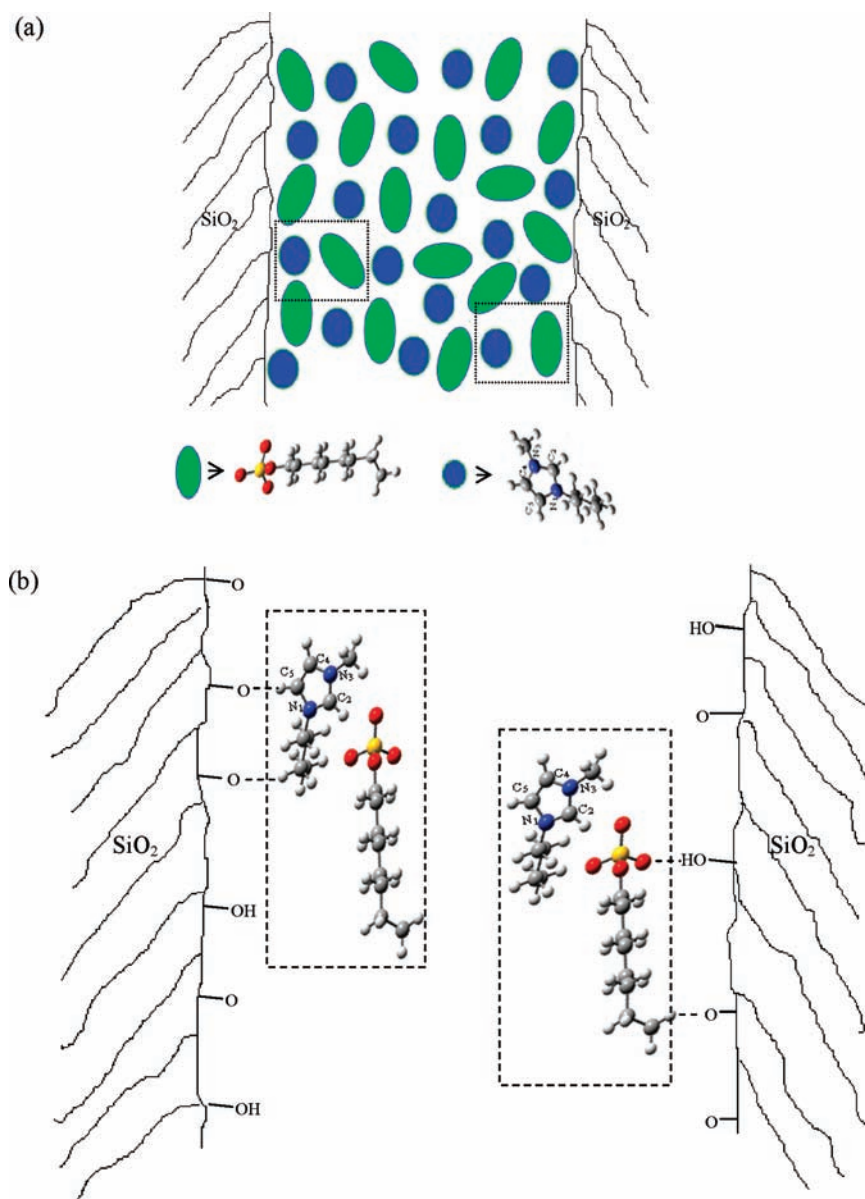 (a)
SiO2 SiO2
(b)
O
HO
C4
O C5 N3
N1 C2
O
O
C4
C5 N3
N1 C2
SiO2 HO SiO2
OH
O O
OH O